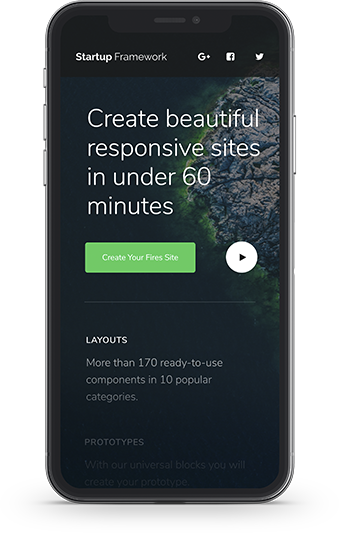 Startup Framework
Create beautiful
responsive sites
in under 60
minutes
Create Your Fires Site
LAYOUTS
More than 170 ready-to-use
components in 10 popular
categories.
PROTOTYPES
With our universal blocks you will
create your prototype.